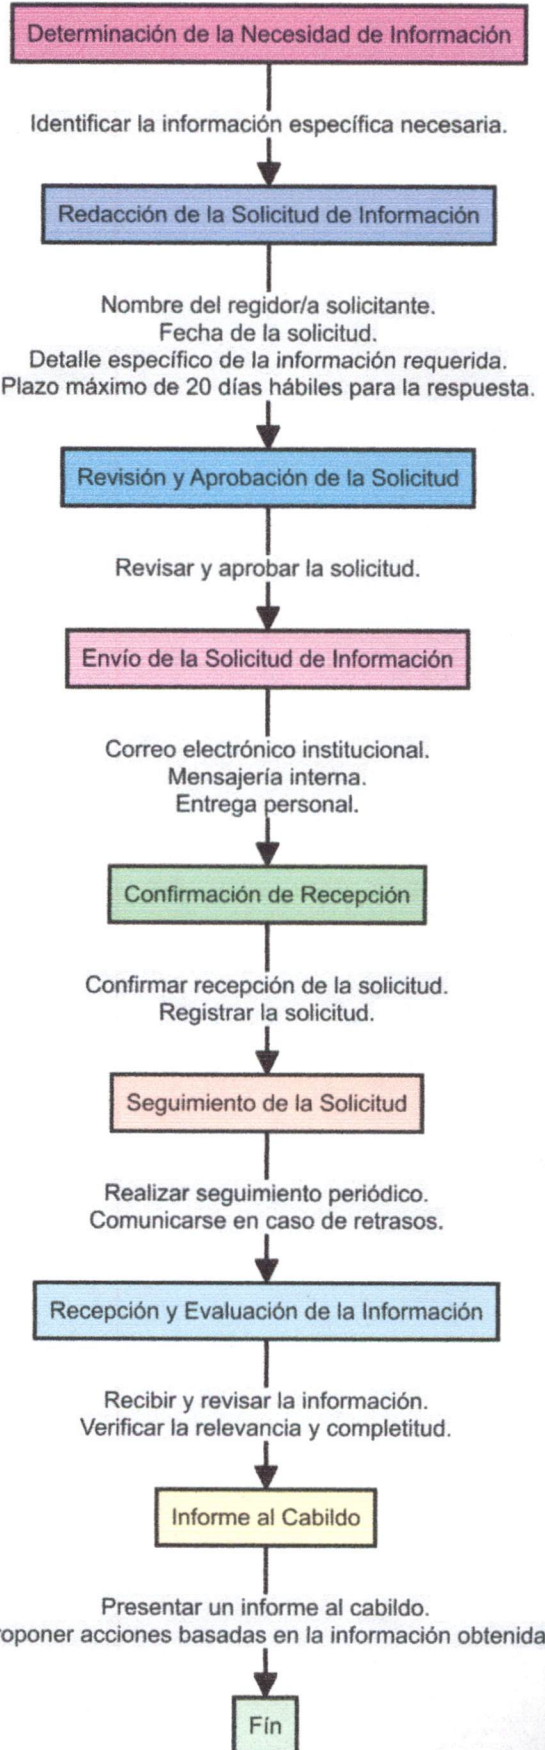 Determinación de la Necesidad de Información
Identificar la información específica necesaria.
Redacción de la Solicitud de Información
Nombre del regidor/a solicitante.
Fecha de la solicitud.
Detalle específico de la información requerida.
Plazo máximo de 20 días hábiles para la respuesta.
Revisión y Aprobación de la Solicitud
Revisar y aprobar la solicitud.
Envío de la Solicitud de Información
Correo electrónico institucional.
Mensajería interna.
Entrega personal.
Confirmación de Recepción
Confirmar recepción de la solicitud.
Registrar la solicitud.
Seguimiento de la Solicitud
Realizar seguimiento periódico.
Comunicarse en caso de retrasos.
Recepción y Evaluación de la Información
Recibir y revisar la información.
Verificar la relevancia y completitud.
Informe al Cabildo
Presentar un informe al cabildo.
roponer acciones basadas en la información obtenida
Fín